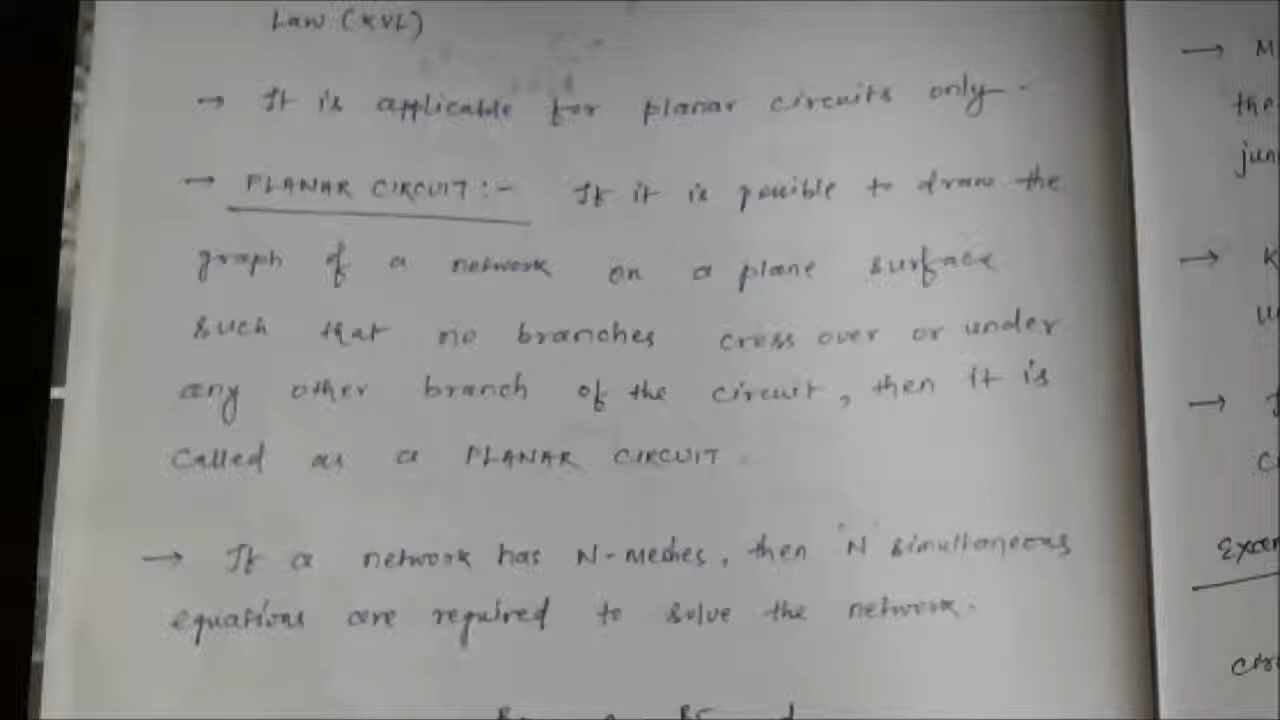 Law (KVL)
→ It is applicable for planar circuits only.
→ PLANAR CIRCUIT :- If it is possible to draw the
graph of a network on a plane surface
such that no branches cross over or under
any other branch of the circuit, then it is
called as a PLANAR CIRCUIT.
→ If a network has N-meshes, then 'N' simultaneous
equations are required to solve the network.
→ M
the
jun
→ K
→
C
Exam